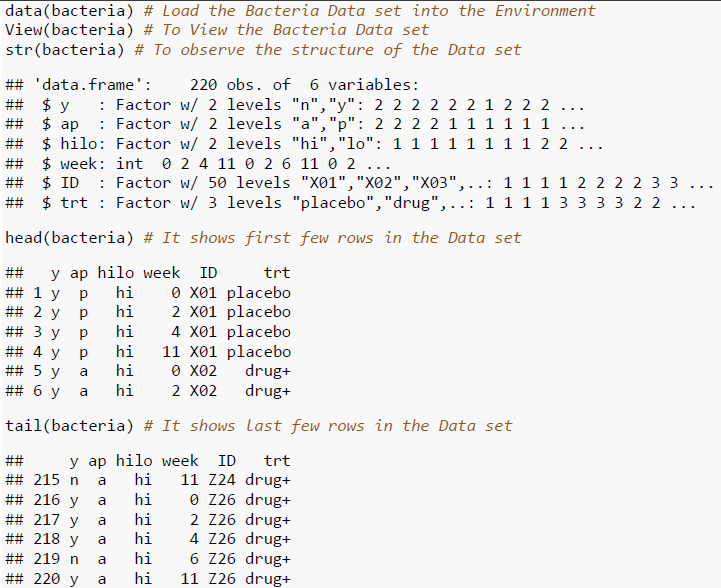 data(bacteria) # Load the Bacteria Data set into the Environment
View(bacteria) # To View the Bacteria Data set
str(bacteria) # To observe the structure of the Data set
## 'data.frame':    220 obs. of  6 variables:
##  $ y   : Factor w/ 2 levels "n","y": 2 2 2 2 2 2 1 2 2 2 ...
##  $ ap  : Factor w/ 2 levels "a","p": 2 2 2 2 1 1 1 1 1 1 ...
##  $ hilo: Factor w/ 2 levels "hi","lo": 1 1 1 1 1 1 1 1 2 2 ...
##  $ week: int  0 2 4 11 0 2 6 11 0 2 ...
##  $ ID  : Factor w/ 50 levels "X01","X02","X03",..: 1 1 1 1 2 2 2 2 3 3 ...
##  $ trt : Factor w/ 3 levels "placebo","drug",..: 1 1 1 1 3 3 3 3 2 2 ...
head(bacteria) # It shows first few rows in the Data set
##   y ap hilo week  ID     trt
## 1 y  p   hi    0 X01 placebo
## 2 y  p   hi    2 X01 placebo
## 3 y  p   hi    4 X01 placebo
## 4 y  p   hi   11 X01 placebo
## 5 y  a   hi    0 X02   drug+
## 6 y  a   hi    2 X02   drug+
tail(bacteria) # It shows last few rows in the Data set
##     y ap hilo week  ID   trt
## 215 n  a   hi   11 Z24 drug+
## 216 y  a   hi    0 Z26 drug+
## 217 y  a   hi    2 Z26 drug+
## 218 y  a   hi    4 Z26 drug+
## 219 n  a   hi    6 Z26 drug+
## 220 y  a   hi   11 Z26 drug+